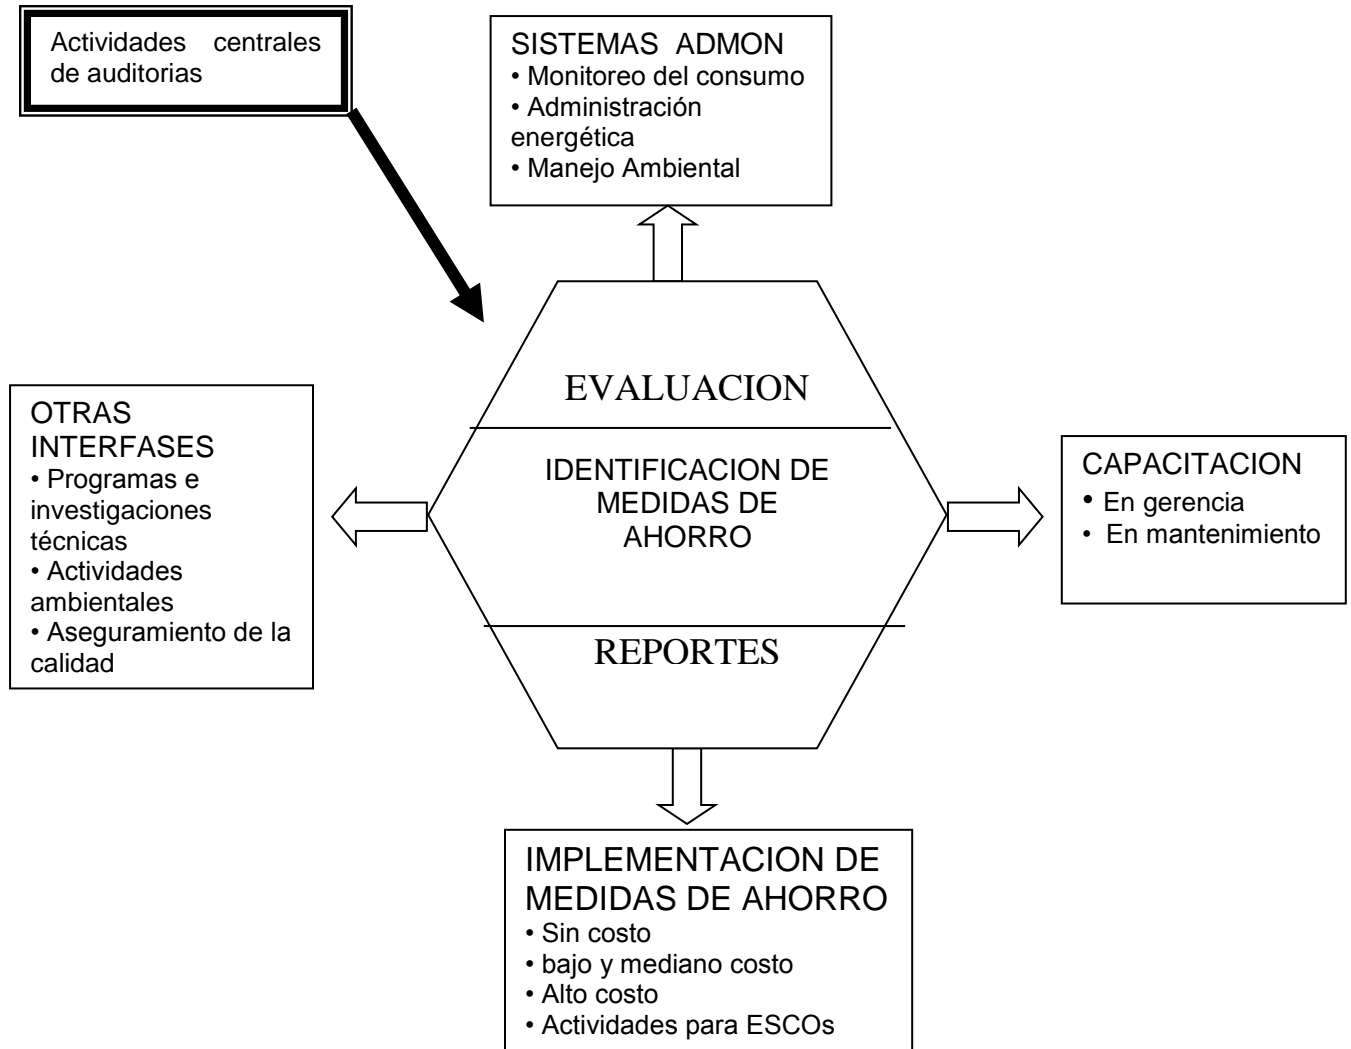 Actividades centrales
de auditorias
SISTEMAS ADMON
• Monitoreo del consumo
• Administración
energética
• Manejo Ambiental
EVALUACION
IDENTIFICACION DE
MEDIDAS DE
AHORRO
REPORTES
OTRAS
INTERFASES
• Programas e
investigaciones
técnicas
• Actividades
ambientales
• Aseguramiento de la
calidad
CAPACITACION
• En gerencia
• En mantenimiento
IMPLEMENTACION DE
MEDIDAS DE AHORRO
• Sin costo
• bajo y mediano costo
• Alto costo
• Actividades para ESCOs